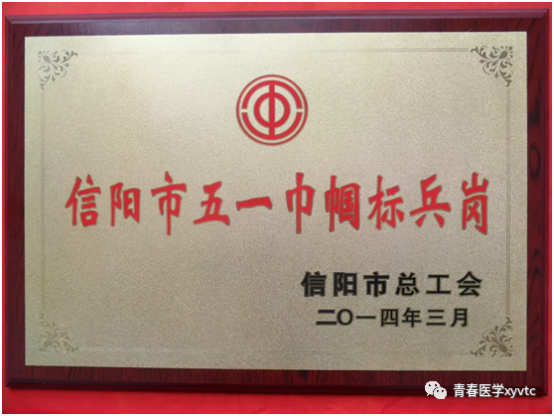 信阳市五一巾帼标兵岗
信阳市总工会
二〇一四年三月
青春医学xyvtc